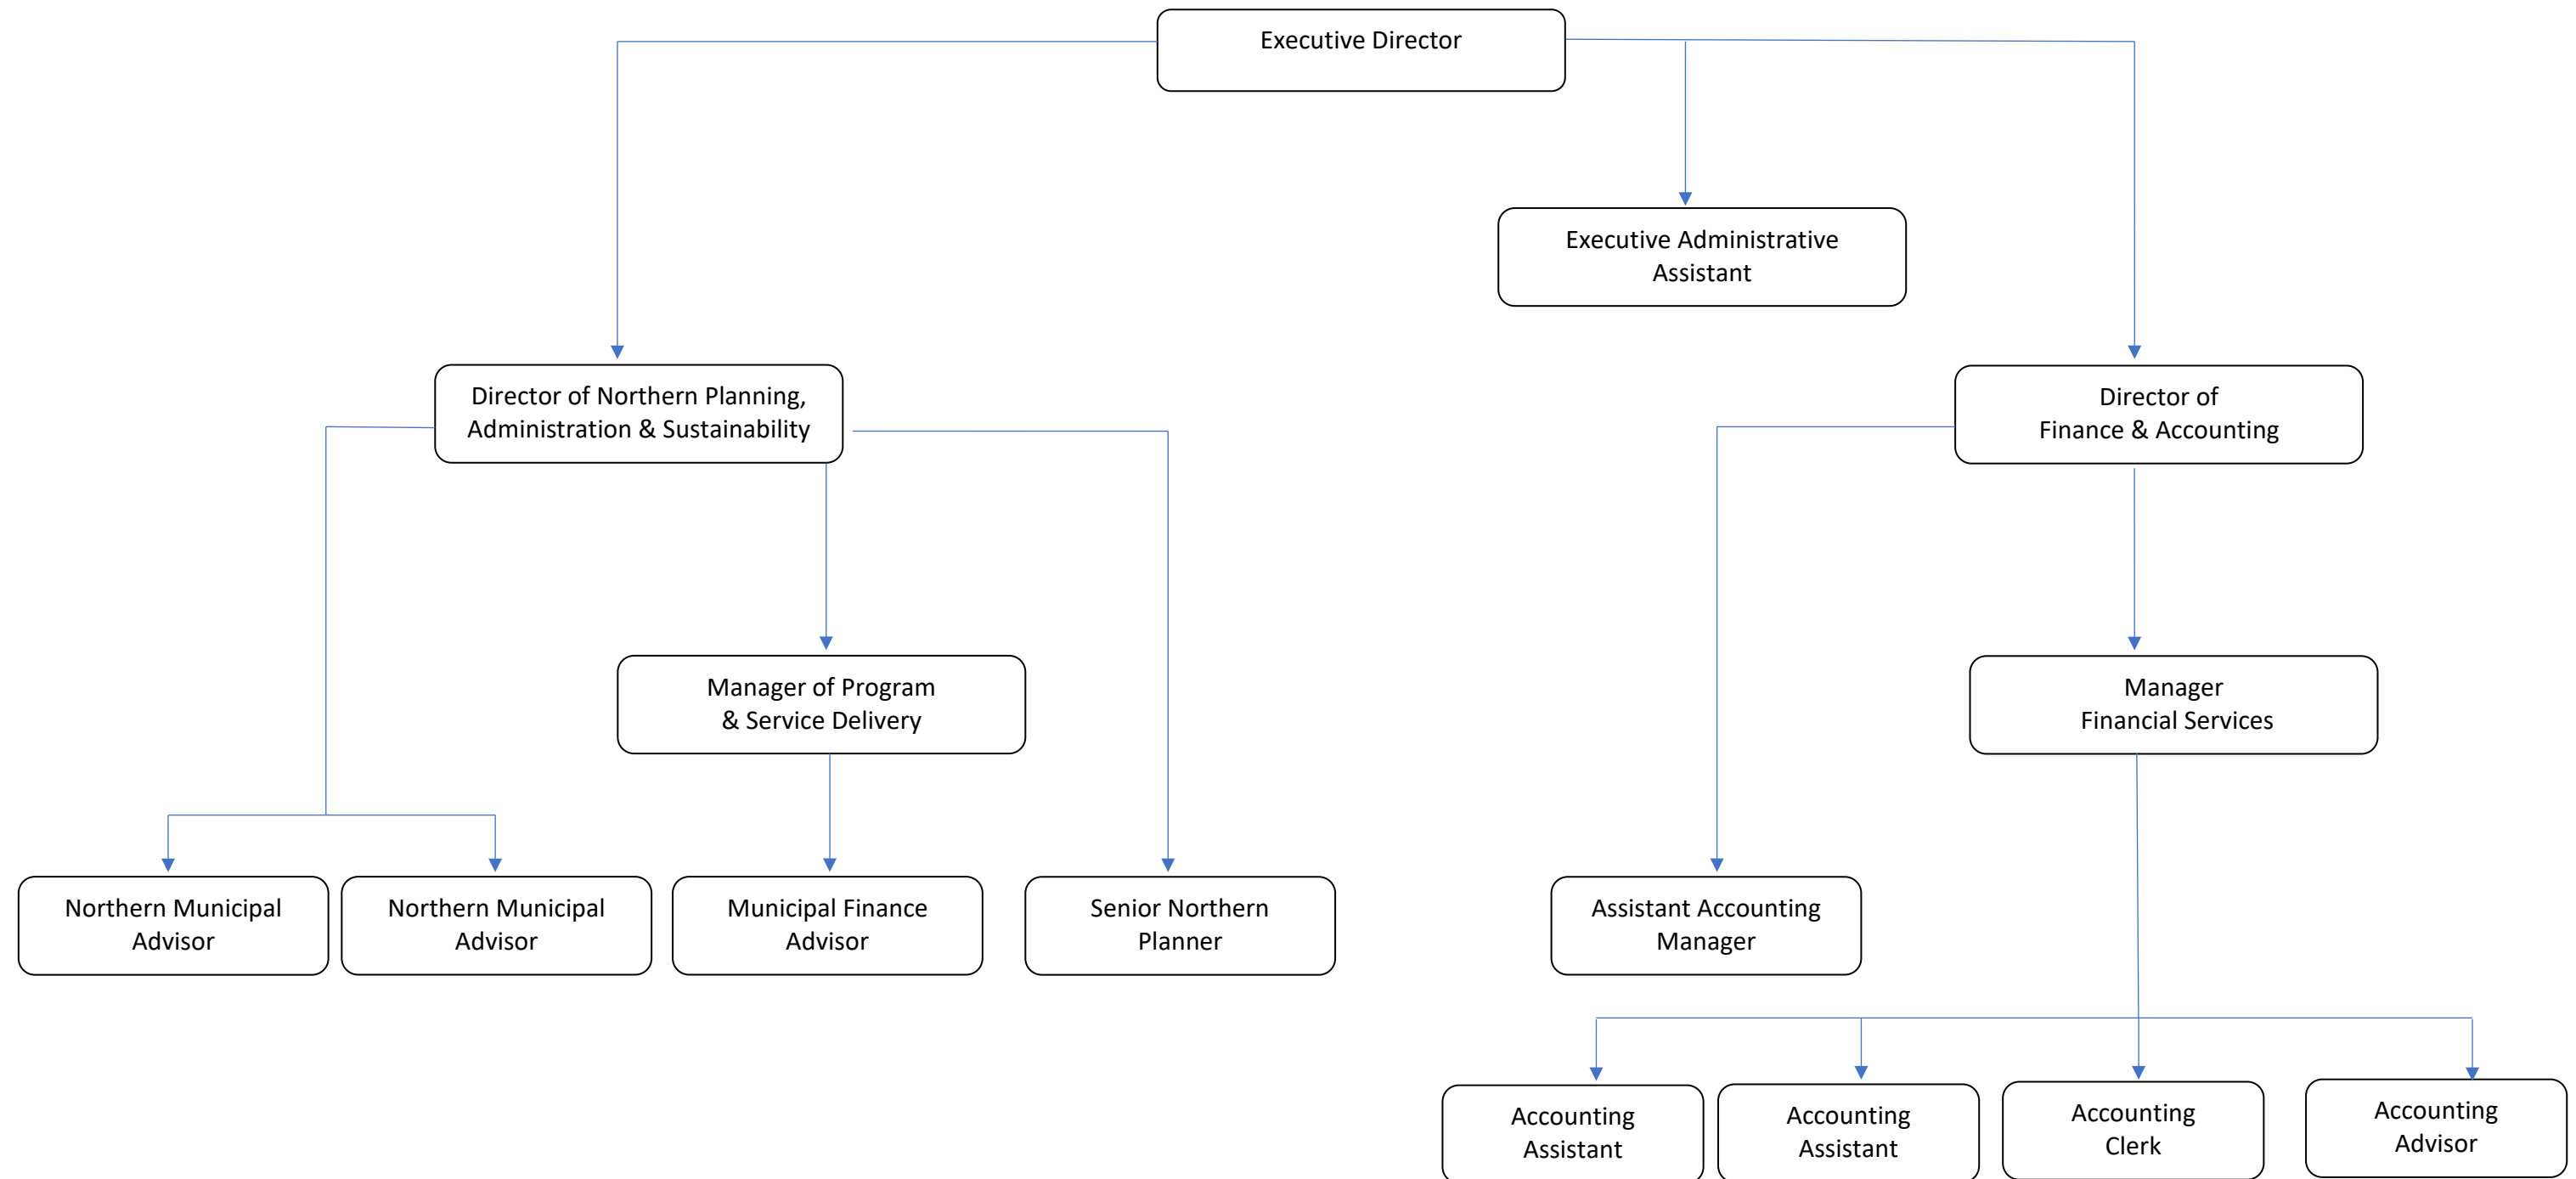 Executive Director
Executive Administrative
Assistant
Director of Northern Planning,
Administration & Sustainability
Director of
Finance & Accounting
Manager of Program
& Service Delivery
Manager
Financial Services
Northern Municipal
Advisor
Northern Municipal
Advisor
Municipal Finance
Advisor
Senior Northern
Planner
Assistant Accounting
Manager
Accounting
Assistant
Accounting
Assistant
Accounting
Clerk
Accounting
Advisor